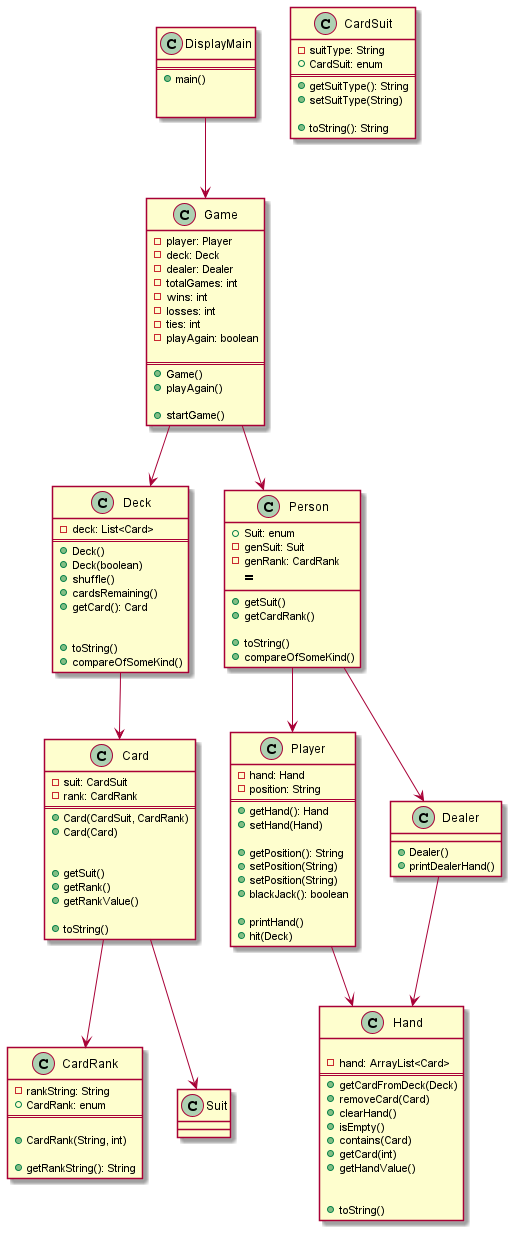 C DisplayMain
main()
C CardSuit
suitType: String
CardSuit: enum
getSuitType(): String
setSuitType(String)
toString(): String
C Game
player: Player
deck: Deck
dealer: Dealer
totalGames: int
wins: int
losses: int
ties: int
playAgain: boolean
Game()
playAgain()
startGame()
C Deck
deck: List<Card>
Deck()
Deck(boolean)
shuffle()
cardsRemaining()
getCard(): Card
toString()
compareOfSomeKind()
C Person
Suit: enum
genSuit: Suit
genRank: CardRank
=
getSuit()
getCardRank()
toString()
compareOfSomeKind()
C Card
suit: CardSuit
rank: CardRank
Card(CardSuit, CardRank)
Card(Card)
getSuit()
getRank()
getRankValue()
toString()
C Player
hand: Hand
position: String
getHand(): Hand
setHand(Hand)
getPosition(): String
setPosition(String)
setPosition(String)
blackJack(): boolean
printHand()
hit(Deck)
C Dealer
Dealer()
printDealerHand()
C CardRank
rankString: String
CardRank: enum
CardRank(String, int)
getRankString(): String
C Suit
C Hand
hand: ArrayList<Card>
getCardFromDeck(Deck)
removeCard(Card)
clearHand()
isEmpty()
contains(Card)
getCard(int)
getHandValue()
toString()